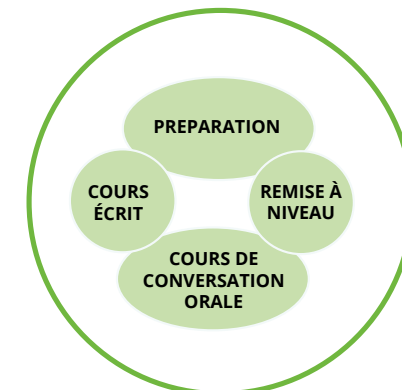 PREPARATION
COURS
ÉCRIT
REMISE À
NIVEAU
COURS DE
CONVERSATION
ORALE